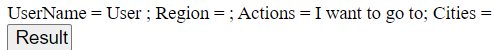 UserName = User ; Region = ; Actions = I want to go to; Cities =
Result